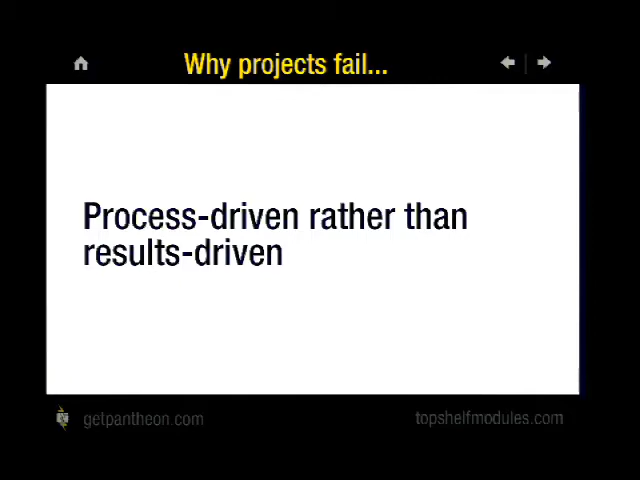 Why projects fail...
Process-driven rather than
results-driven
getpantheon.com
topshelfmodules.com